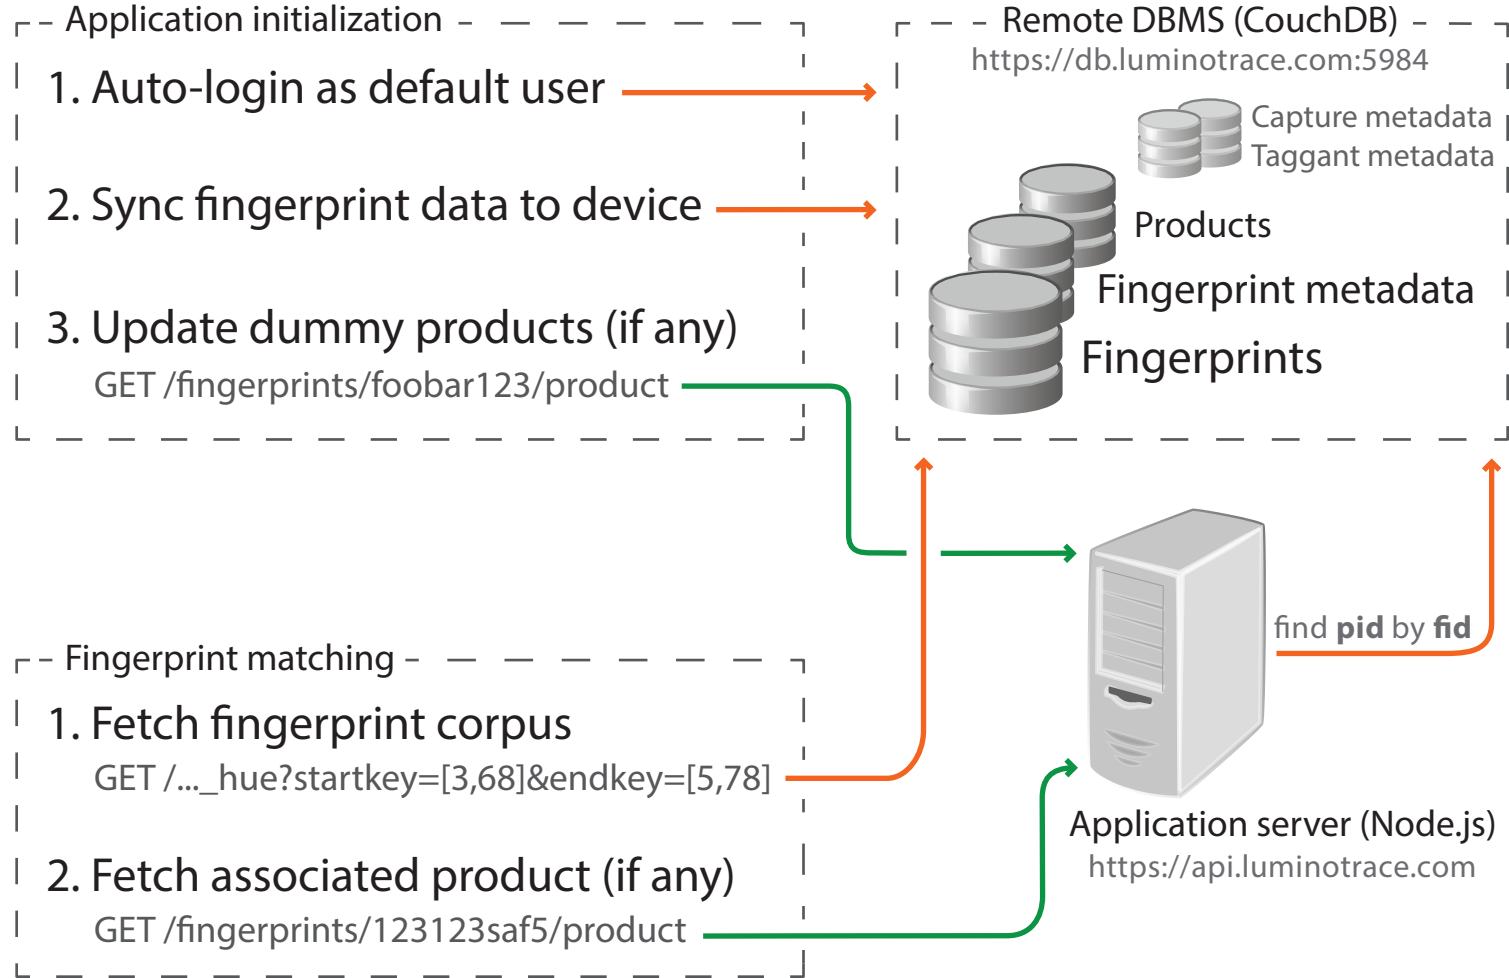 Application initialization
1. Auto-login as default user
2. Sync fingerprint data to device
3. Update dummy products (if any)
GET /fingerprints/foobar123/product
Remote DBMS (CouchDB)
https://db.luminotrace.com:5984
Capture metadata
Taggant metadata
Products
Fingerprint metadata
Fingerprints
find pid by fid
Application server (Node.js)
https://api.luminotrace.com
Fingerprint matching
1. Fetch fingerprint corpus
GET /..._hue?startkey=[3,68]&endkey=[5,78]
2. Fetch associated product (if any)
GET /fingerprints/123123saf5/product